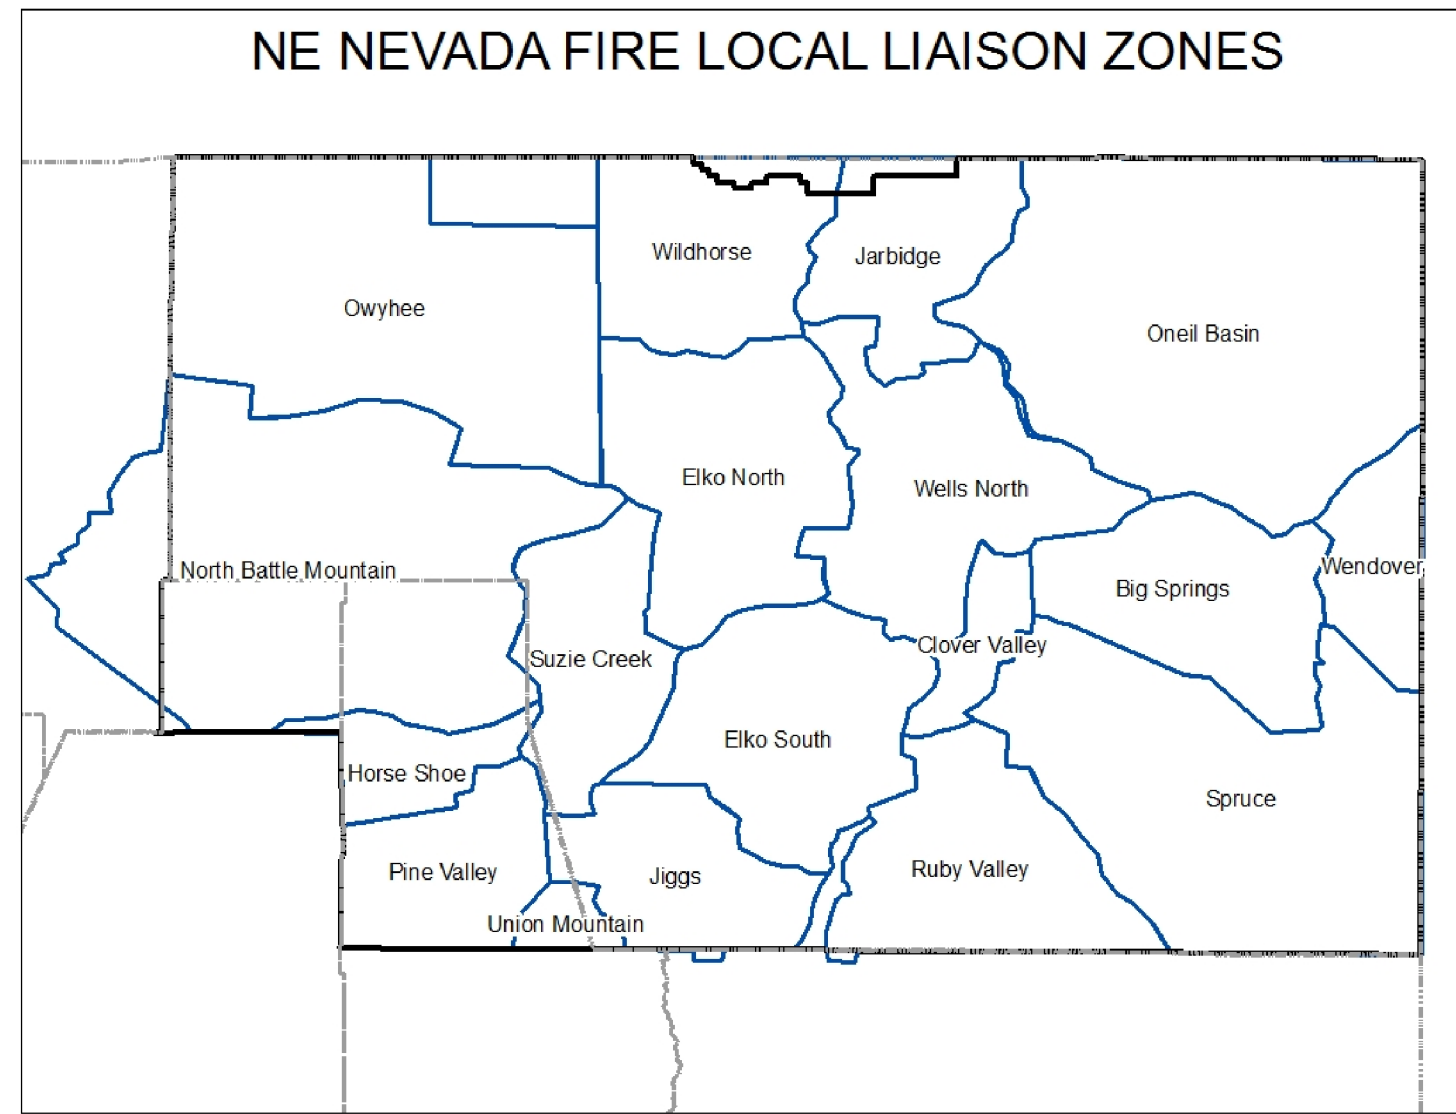 NE NEVADA FIRE LOCAL LIAISON ZONES
Wildhorse
Jarbidge
Owyhee
Oneil Basin
Elko North
Wells North
North Battle Mountain
Wendover
Big Springs
Clover Valley
Suzie Creek
Elko South
Horse Shoe
Spruce
Pine Valley
Jiggs
Ruby Valley
Union Mountain